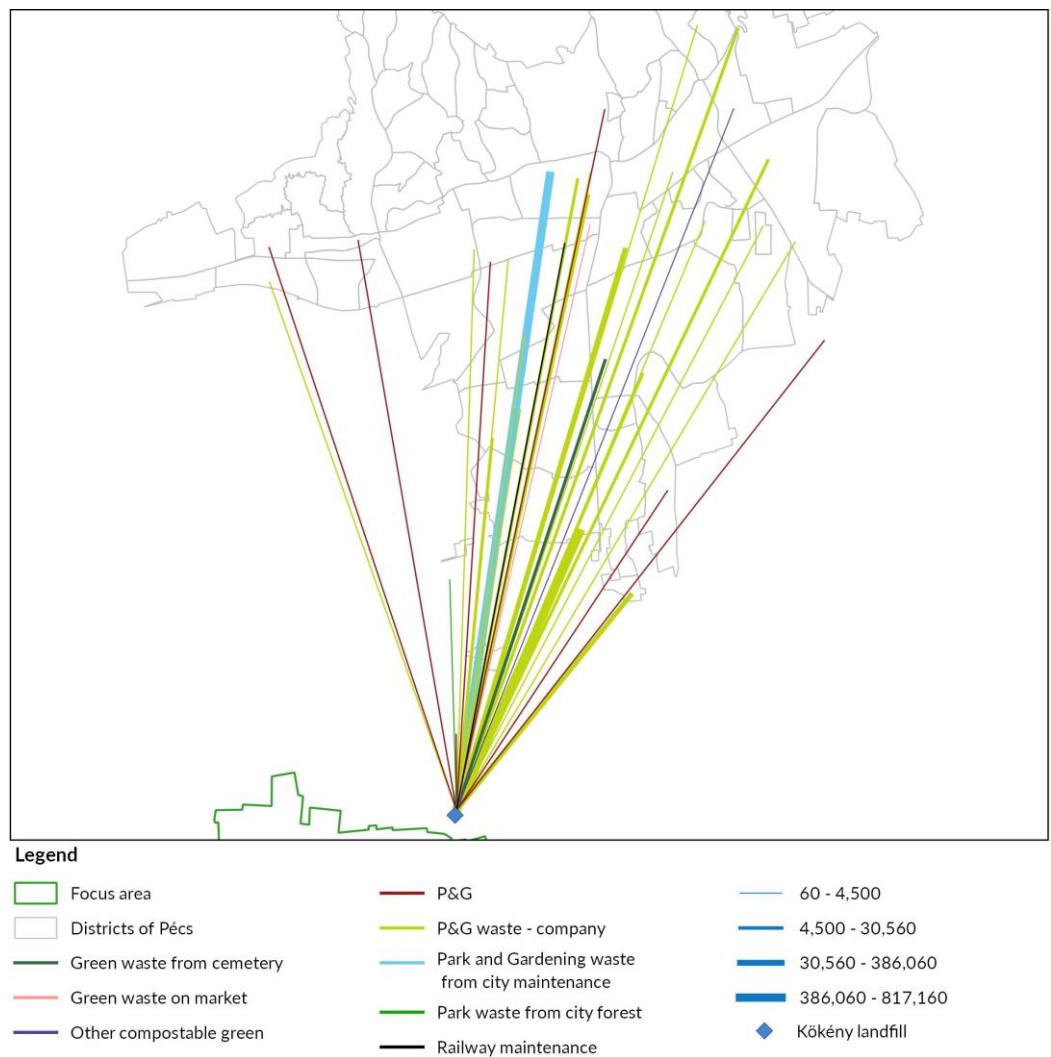 Legend
Focus area
Districts of Pécs
Green waste from cemetery
Green waste on market
Other compostable green
P&G
P&G waste - company
Park and Gardening waste
from city maintenance
Park waste from city forest
Railway maintenance
60 - 4,500
4,500 - 30,560
30,560 - 386,060
386,060 - 817,160
Kökény landfill